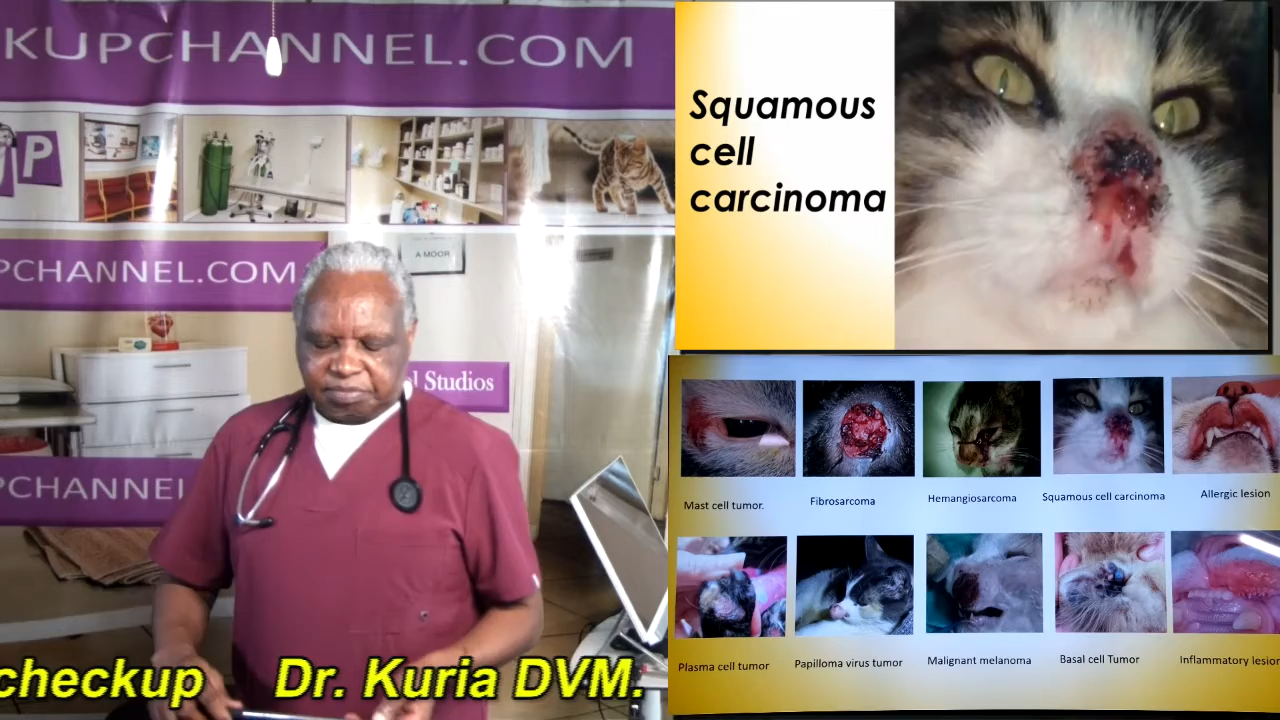 KUPCHANNEL.COM
UP
PCHANNEL.COM
A MOOR
l Studios
PCHANNEL
checkup Dr. Kuria DVM.
Squamous
cell
carcinoma
Mast cell tumor.
Fibrosarcoma
Hemangiosarcoma
Squamous cell carcinoma
Allergic lesion
Plasma cell tumor
Papilloma virus tumor
Malignant melanoma
Basal cell Tumor
Inflammatory lesion